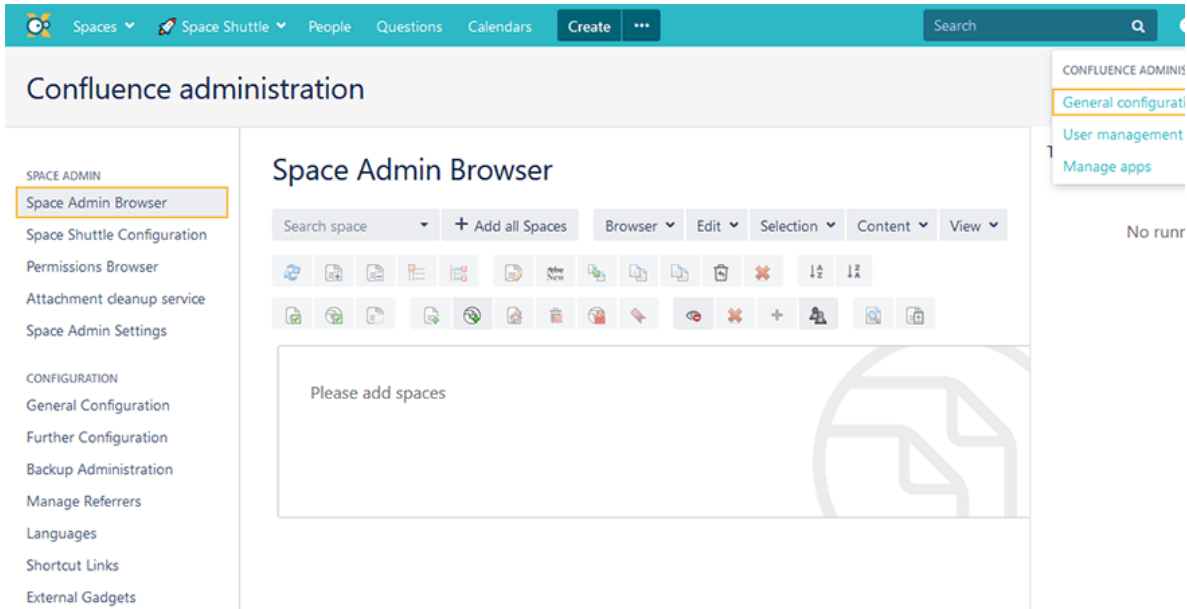 Spaces Space Shuttle People Questions Calendars Create ••• Search
Confluence administration
CONFLUENCE ADMINIS
General configurati
User management
Manage apps
SPACE ADMIN
Space Admin Browser
Space Shuttle Configuration
Permissions Browser
Attachment cleanup service
Space Admin Settings
CONFIGURATION
General Configuration
Further Configuration
Backup Administration
Manage Referrers
Languages
Shortcut Links
External Gadgets
Space Admin Browser
Search space + Add all Spaces Browser Edit Selection Content View
Please add spaces
No runn